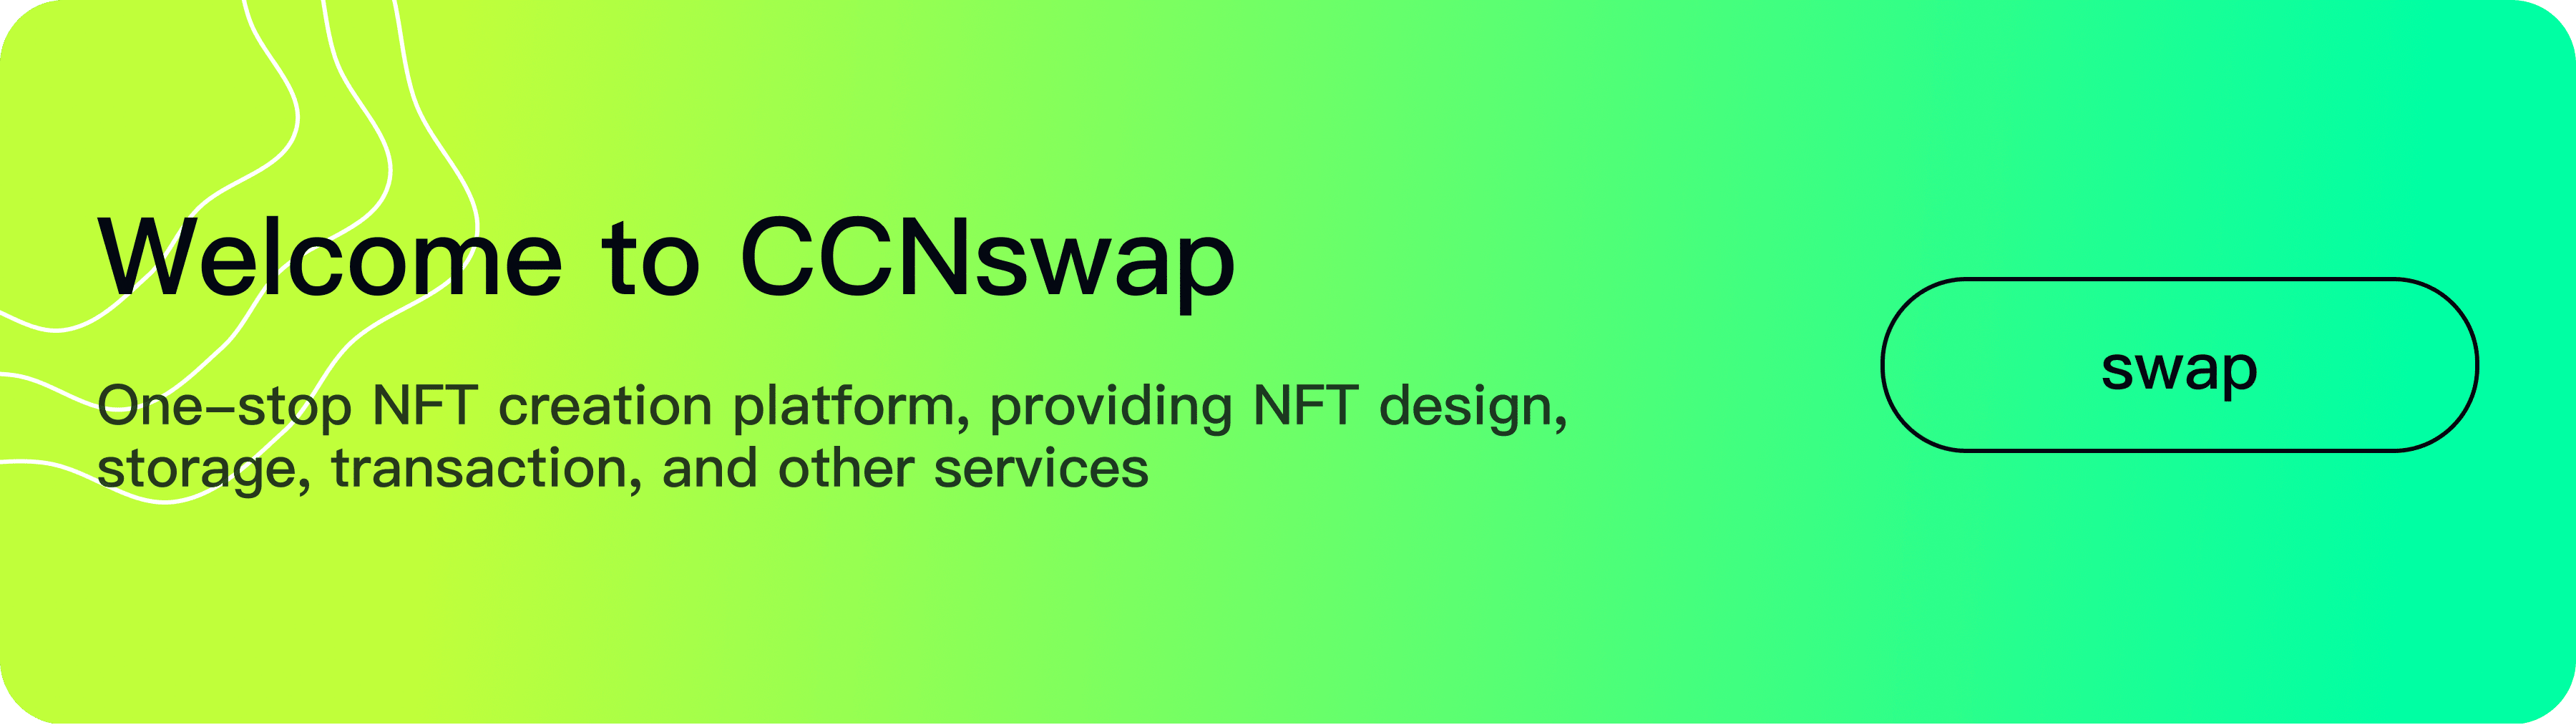 Welcome to CCNswap
One-stop NFT creation platform, providing NFT design,
storage, transaction, and other services
swap